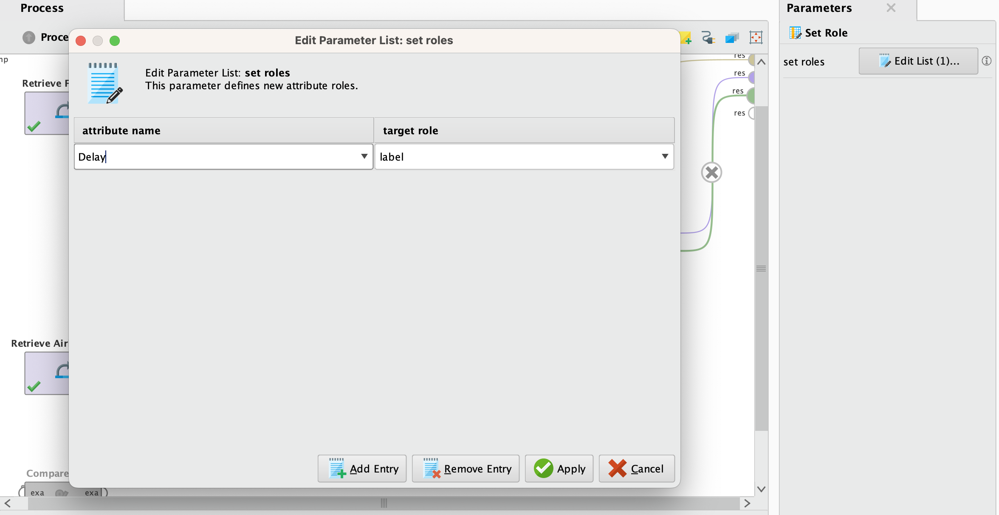 Process
Parameters
Proce
Edit Parameter List: set roles
Set Role
np
res
Edit Parameter List: set roles
This parameter defines new attribute roles.
set roles
Edit List (1)...
res
Retrieve F
res
res
attribute name
target role
Delay
label
Retrieve Air
Compare
Add Entry
Remove Entry
Apply
Cancel
exa
exa